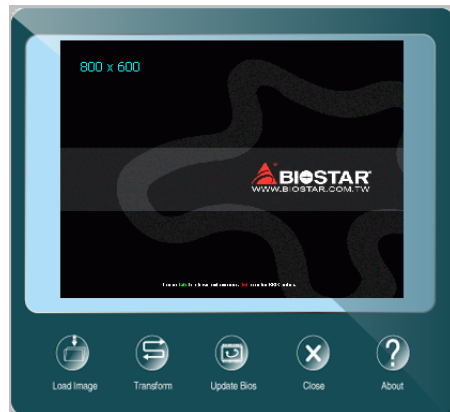 800 x 600
BIOSTAR
WWW.BIOSTAR.COM.TW
Load Image
Transform
Update Bios
Close
About